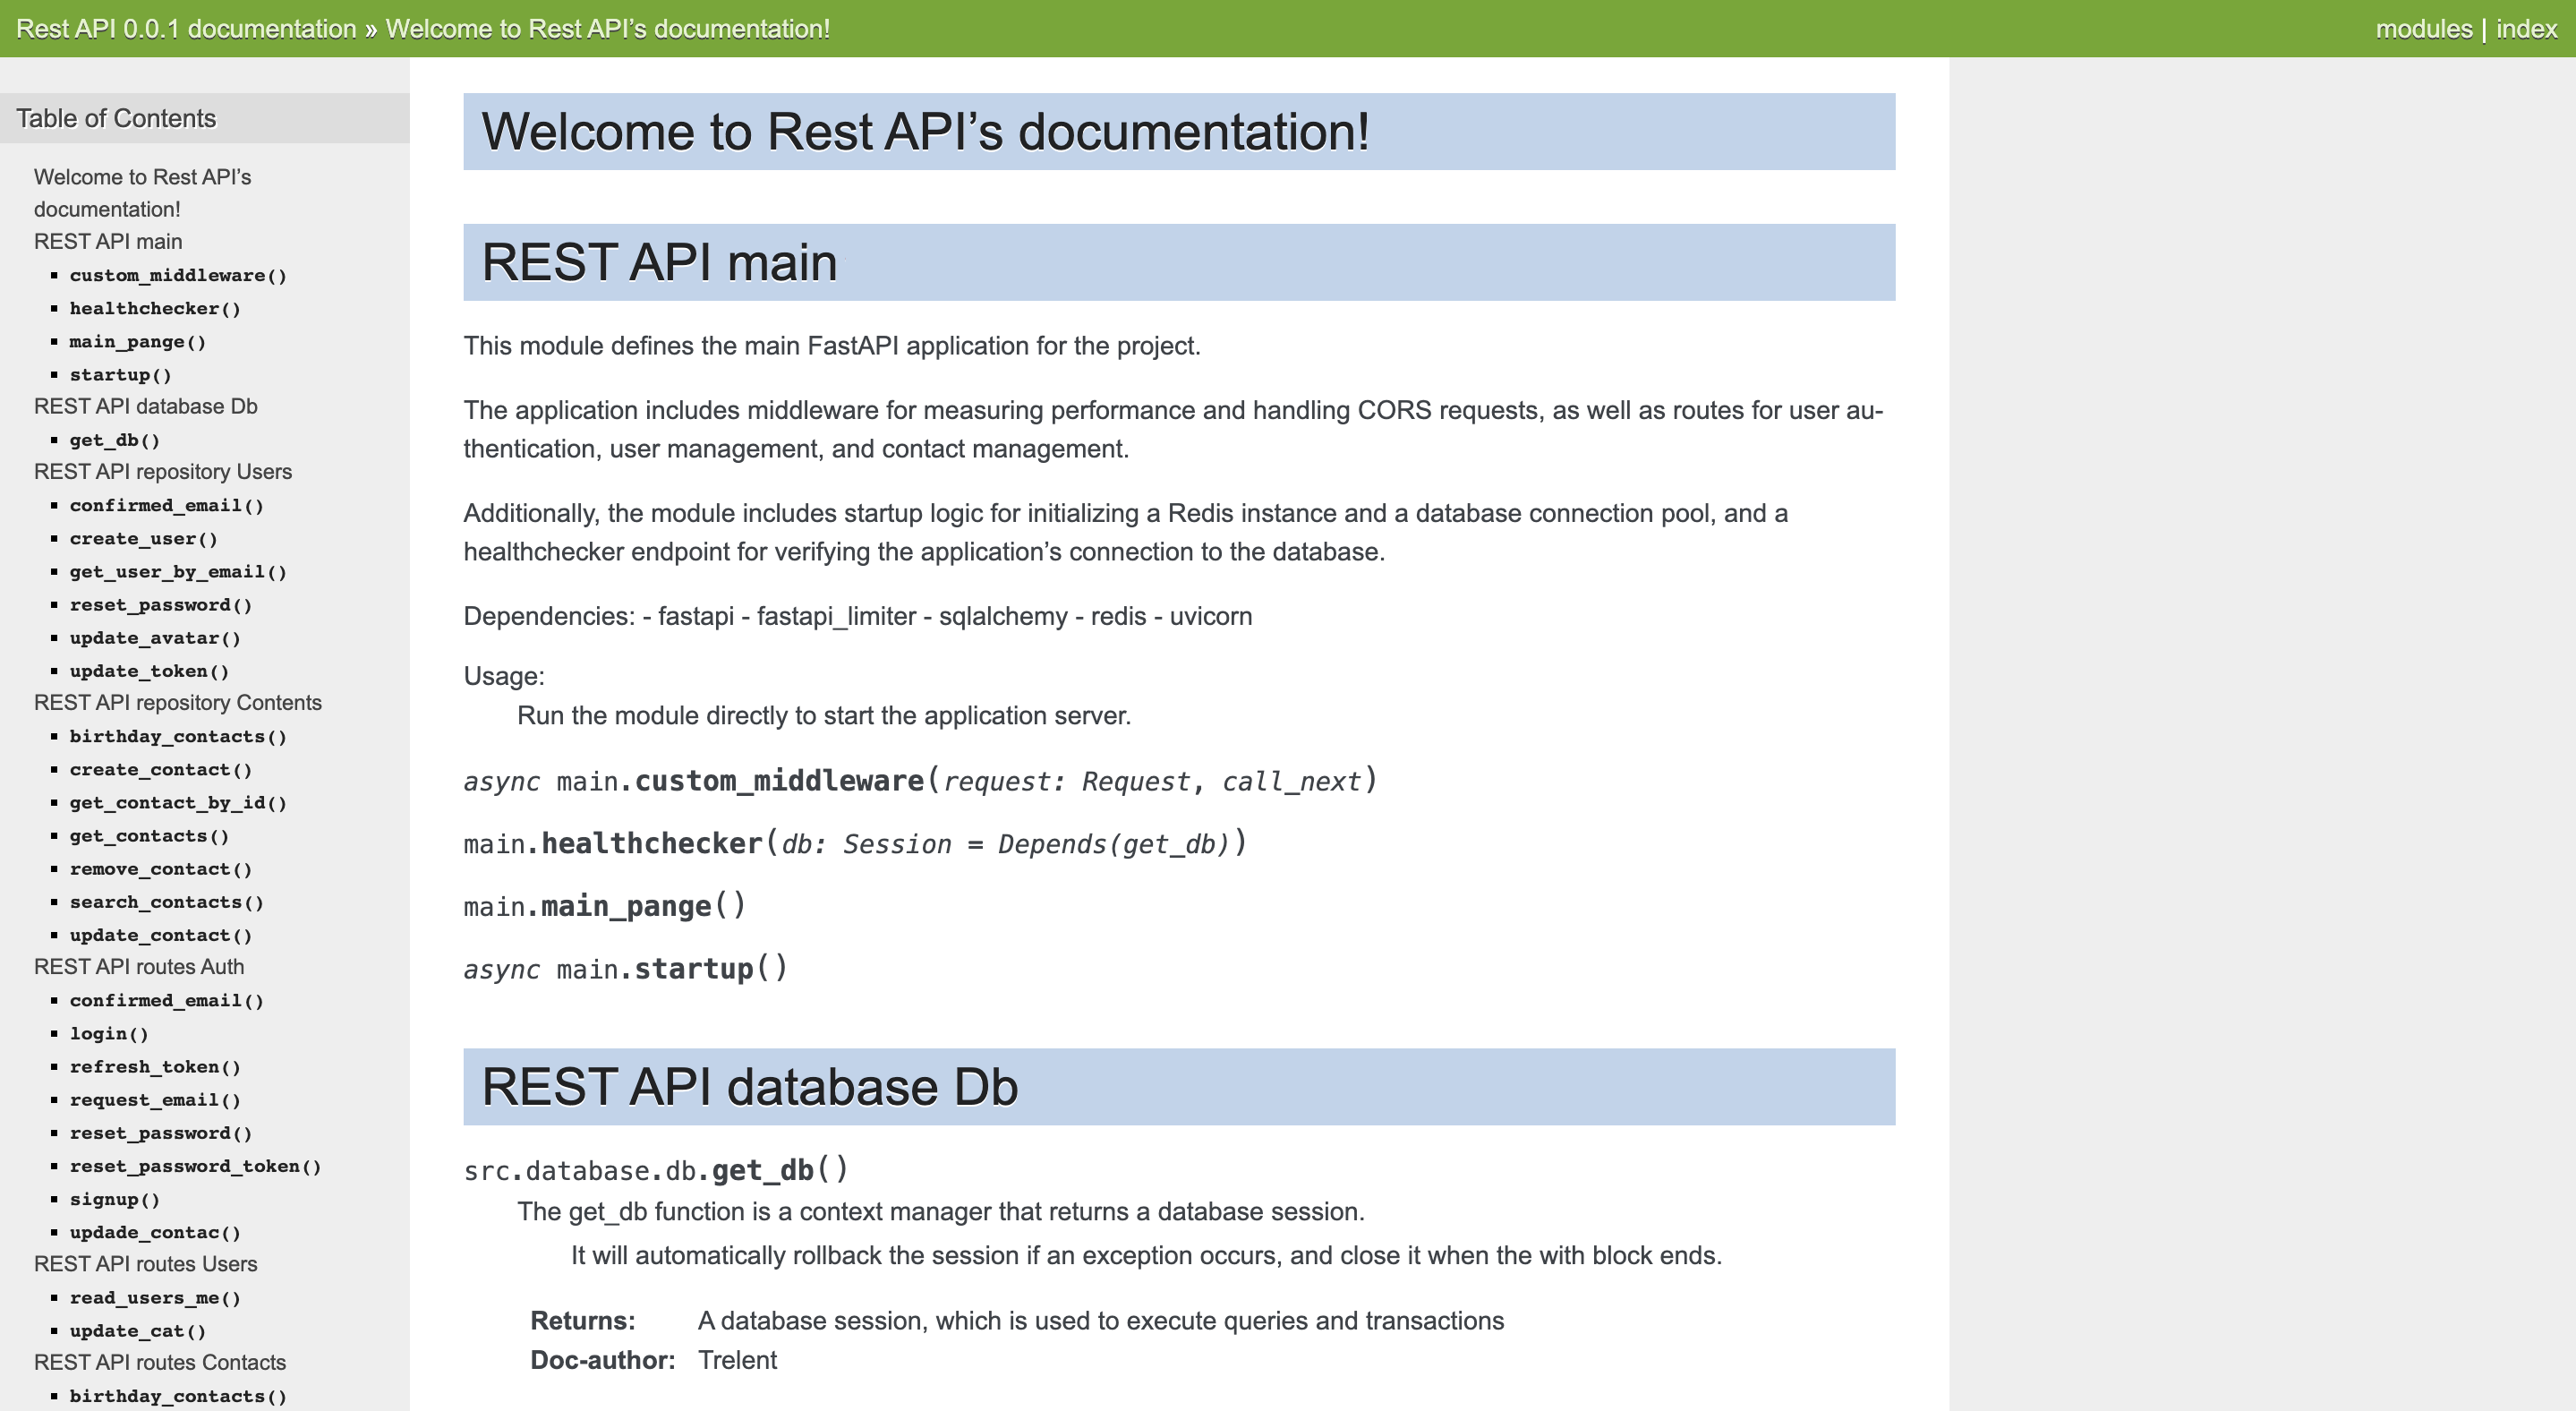 Rest API 0.0.1 documentation » Welcome to Rest API’s documentation!
modules | index
Table of Contents
Welcome to Rest API’s
documentation!
REST API main
custom_middleware()
healthchecker()
main_pange()
startup()
REST API database Db
get_db()
REST API repository Users
confirmed_email()
create_user()
get_user_by_email()
reset_password()
update_avatar()
update_token()
REST API repository Contents
birthday_contacts()
create_contact()
get_contact_by_id()
get_contacts()
remove_contact()
search_contacts()
update_contact()
REST API routes Auth
confirmed_email()
login()
refresh_token()
request_email()
reset_password()
reset_password_token()
signup()
updade_contac()
REST API routes Users
read_users_me()
update_cat()
REST API routes Contacts
birthday_contacts()
Welcome to Rest API’s documentation!
REST API main
This module defines the main FastAPI application for the project.
The application includes middleware for measuring performance and handling CORS requests, as well as routes for user au-
thentication, user management, and contact management.
Additionally, the module includes startup logic for initializing a Redis instance and a database connection pool, and a
healthchecker endpoint for verifying the application’s connection to the database.
Dependencies: - fastapi - fastapi_limiter - sqlalchemy - redis - uvicorn
Usage:
Run the module directly to start the application server.
async main.custom_middleware(request: Request, call_next)
main.healthchecker(db: Session = Depends(get_db))
main.main_pange()
async main.startup()
REST API database Db
src.database.db.get_db()
The get_db function is a context manager that returns a database session.
It will automatically rollback the session if an exception occurs, and close it when the with block ends.
Returns: A database session, which is used to execute queries and transactions
Doc-author: Trelent